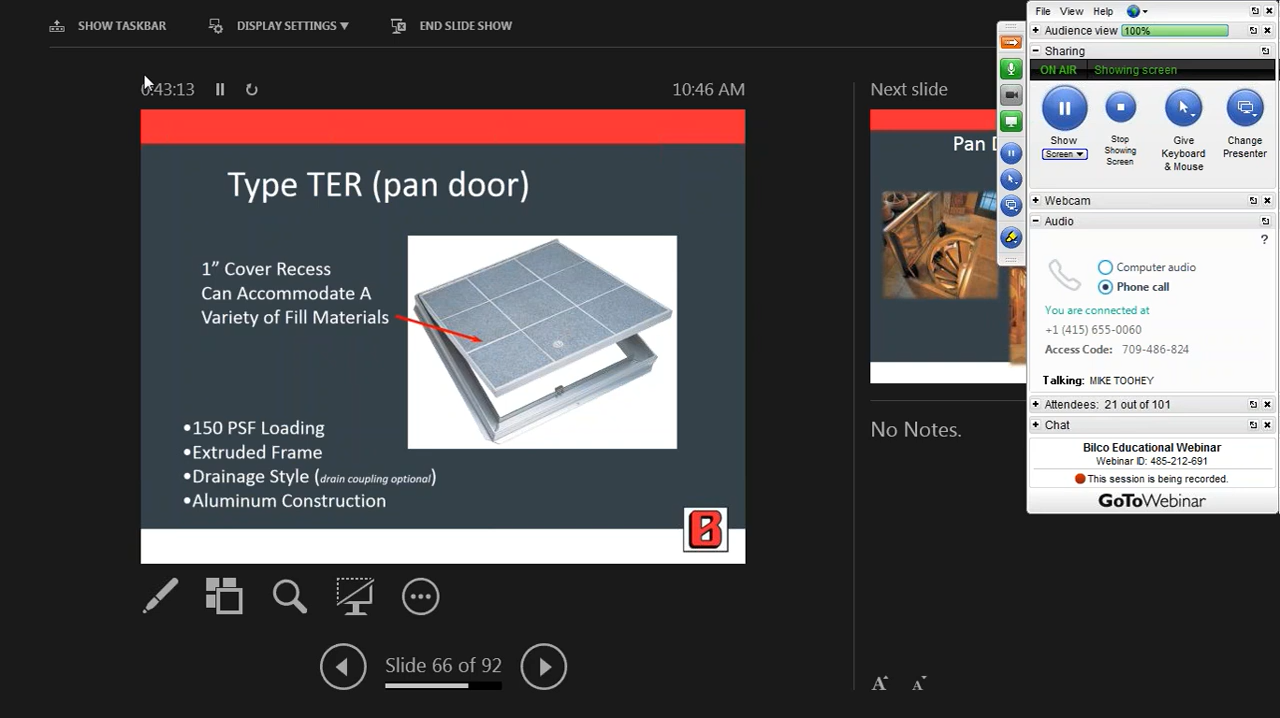 SHOW TASKBAR
DISPLAY SETTINGS ▼
END SLIDE SHOW
0:43:13
10:46 AM
Type TER (pan door)
1” Cover Recess
Can Accommodate A
Variety of Fill Materials
•150 PSF Loading
•Extruded Frame
•Drainage Style (drain coupling optional)
•Aluminum Construction
B
Slide 66 of 92
Next slide
Pan
No Notes.
A
A
File View Help
Audience view 100%
Sharing
ON AIR Showing screen
Show
Screen ▼
Stop
Showing
Screen
Give
Keyboard
& Mouse
Change
Presenter
Webcam
Audio
?
Computer audio
Phone call
You are connected at
+1 (415) 655-0060
Access Code: 709-486-824
Talking: MIKE TOOHEY
Attendees: 21 out of 101
Chat
Bilco Educational Webinar
Webinar ID: 485-212-691
This session is being recorded.
GoToWebinar